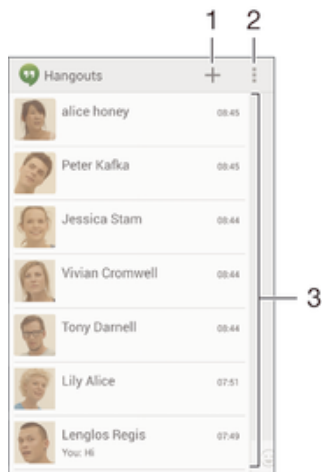 1 2
Hangouts
alice honey 08:45
Peter Kafka 08:45
Jessica Stam 08:44
Vivian Cromwell 08:44
3
Tony Darnell 08:44
Lily Alice 07:51
Lenglos Regis 07:49
You: Hi